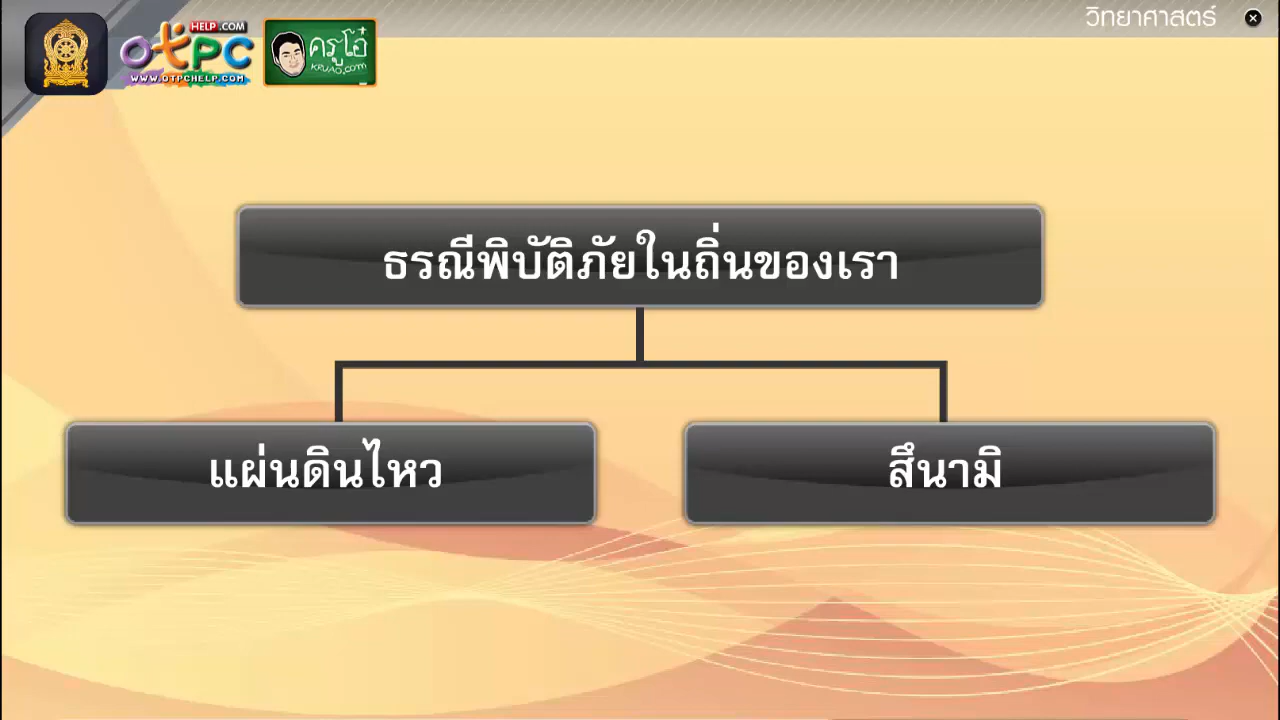 วิทยาศาสตร์
HELP.COM
OTPC
WWW.OTPCHELP.COM
ครูโอ๋
KRUAO.COM
ธรณีพิบัติภัยในถิ่นของเรา
แผ่นดินไหว
สึนามิ